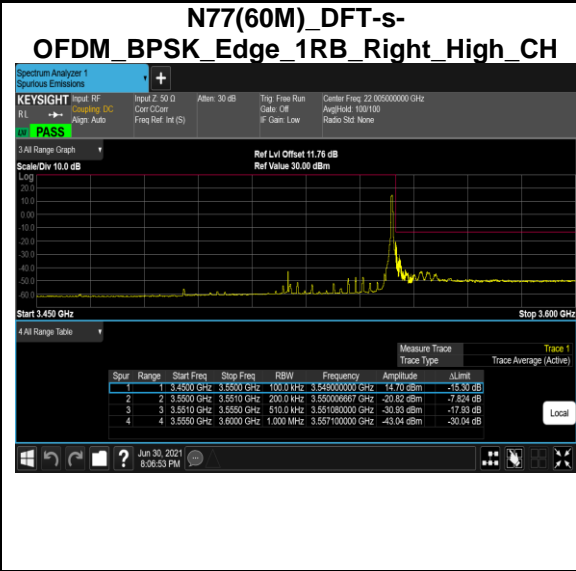 N77(60M)_DFT-s-
OFDM_BPSK_Edge_1RB_Right_High_CH
Spectrum Analyzer 1
Spurious Emissions
KEYSIGHT Input: RF Input Z: 50 Ω Atten: 30 dB Trig: Free Run Center Freq: 22.005000000 GHz
RL Coupling: DC Corr CCorr Gate: Off Avg|Hold: 100/100
Align: Auto Freq Ref: Int (S) IF Gain: Low Radio Std: None
PASS
3 All Range Graph
Ref Lvl Offset 11.76 dB
Scale/Div 10.0 dB Ref Value 30.00 dBm
Log
20.0
10.0
0.00
-10.0
-20.0
-30.0
-40.0
-50.0
-60.0
Start 3.450 GHz Stop 3.600 GHz
4 All Range Table
Measure Trace Trace 1
Trace Type Trace Average (Active)
Spur Range Start Freq Stop Freq RBW Frequency Amplitude ΔLimit
1 1 3.4500 GHz 3.5500 GHz 100.0 kHz 3.549000000 GHz 14.70 dBm -15.30 dB
2 2 3.5500 GHz 3.5510 GHz 200.0 kHz 3.550006667 GHz -20.82 dBm -7.824 dB
3 3 3.5510 GHz 3.5550 GHz 510.0 kHz 3.551080000 GHz -30.93 dBm -17.93 dB
4 4 3.5550 GHz 3.6000 GHz 1.000 MHz 3.557100000 GHz -43.04 dBm -30.04 dB
Local
Jun 30, 2021
8:06:53 PM